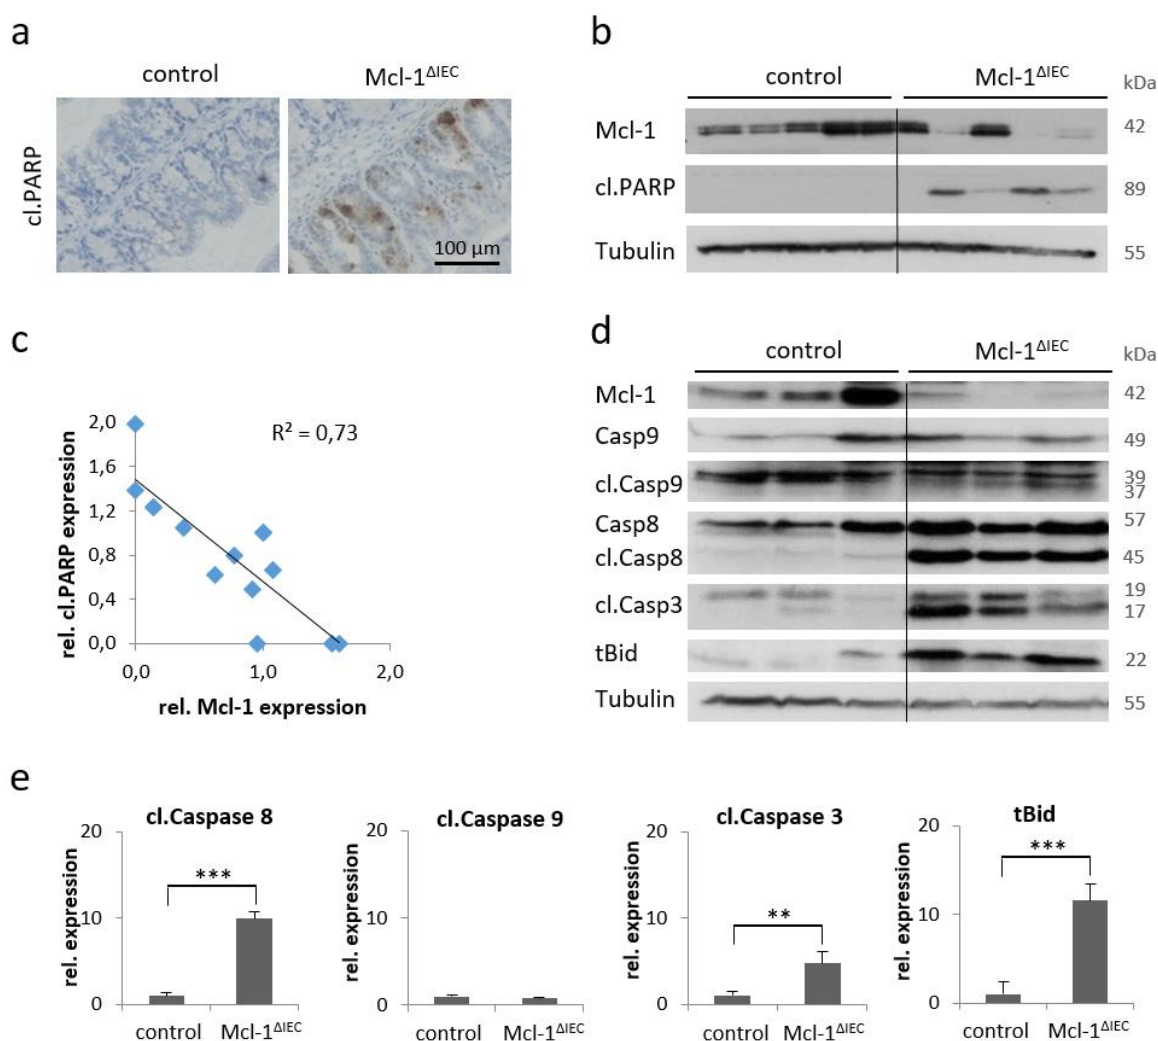 a
control Mcl-1ΔIEC
cl.PARP
100 µm
b
control Mcl-1ΔIEC kDa
Mcl-1 42
cl.PARP 89
Tubulin 55
c
rel. cl.PARP expression
2,0
1,6
1,2
0,8
0,4
0,0
R² = 0,73
0,0 1,0 2,0
rel. Mcl-1 expression
d
control Mcl-1ΔIEC kDa
Mcl-1 42
Casp9 49
cl.Casp9 39
37
Casp8 57
cl.Casp8 45
cl.Casp3 19
17
tBid 22
Tubulin 55
e
cl.Caspase 8
rel. expression
20
10
0
***
control Mcl-1ΔIEC
cl.Caspase 9
rel. expression
20
10
0
control Mcl-1ΔIEC
cl.Caspase 3
rel. expression
20
10
0
**
control Mcl-1ΔIEC
tBid
rel. expression
20
10
0
***
control Mcl-1ΔIEC